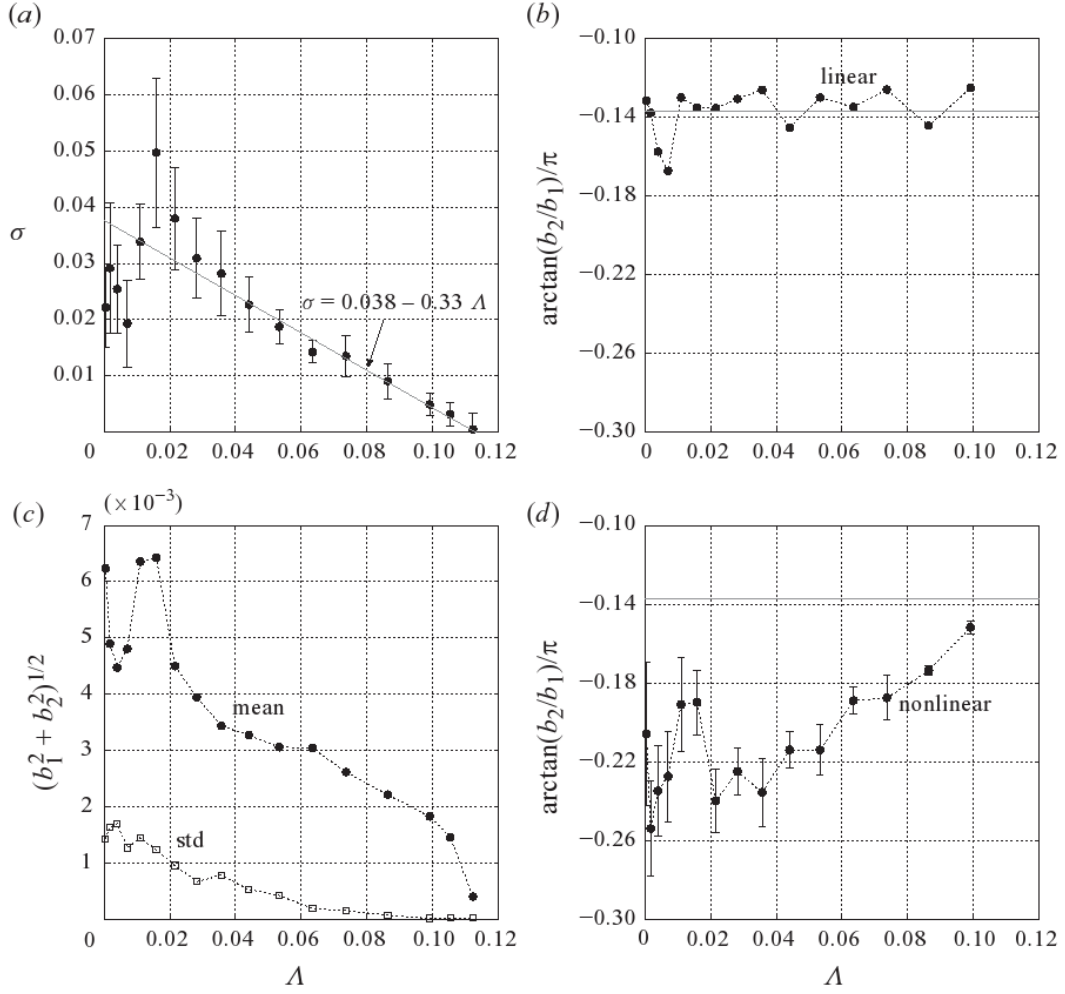 (a)
0.07
0.06
0.05
0.04
σ
0.03
0.02
0.01
σ = 0.038 – 0.33 Λ
0 0.02 0.04 0.06 0.08 0.10 0.12
(b)
−0.10
−0.14
−0.18
−0.22
−0.26
−0.30
arctan(b₂/b₁)/π
linear
0 0.02 0.04 0.06 0.08 0.10 0.12
(c)
(×10⁻³)
7
6
5
4
3
2
1
(b₁² + b₂²)^1/2
mean
std
0 0.02 0.04 0.06 0.08 0.10 0.12
Λ
(d)
−0.10
−0.14
−0.18
−0.22
−0.26
−0.30
arctan(b₂/b₁)/π
nonlinear
0 0.02 0.04 0.06 0.08 0.10 0.12
Λ